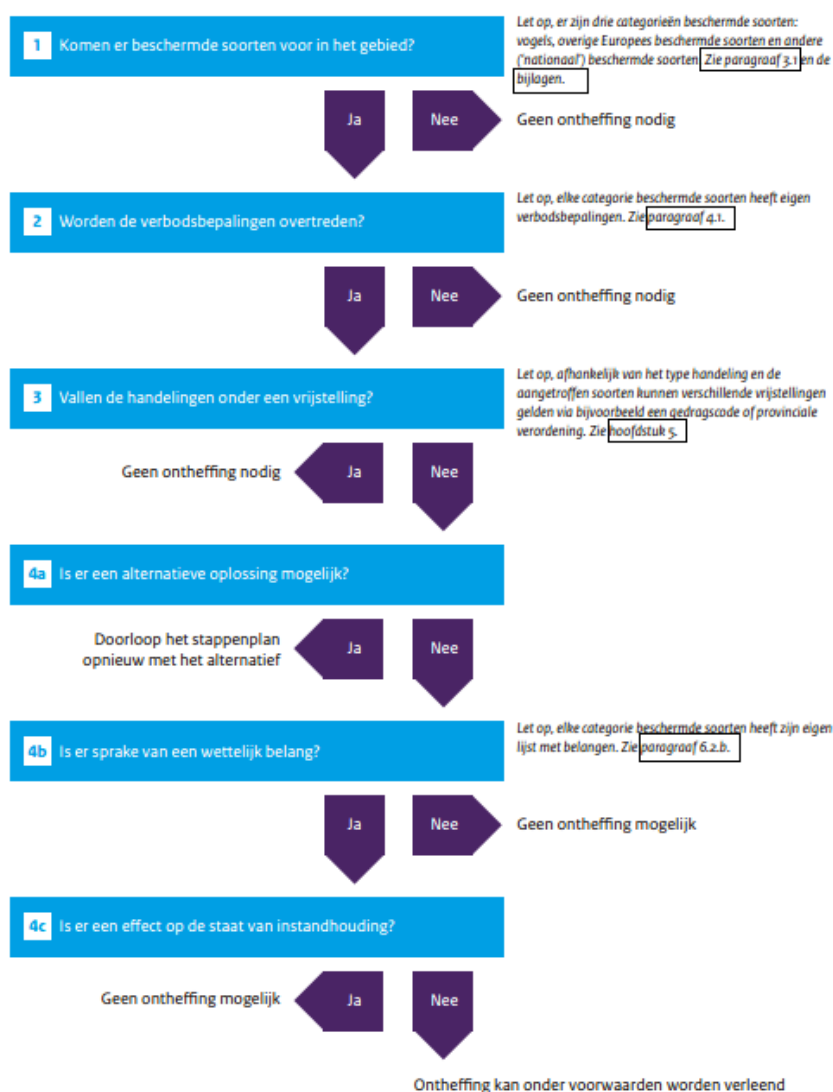 1 Komen er beschermde soorten voor in het gebied?
Let op, er zijn drie categorieën beschermde soorten:
vogels, overige Europees beschermde soorten en andere
('nationaal') beschermde soorten. Zie paragraaf 3.1 en de
bijlagen.
Ja
Nee
Geen ontheffing nodig
2 Worden de verbodsbepalingen overtreden?
Let op, elke categorie beschermde soorten heeft eigen
verbodsbepalingen. Zie paragraaf 4.1.
Ja
Nee
Geen ontheffing nodig
3 Vallen de handelingen onder een vrijstelling?
Let op, afhankelijk van het type handeling en de
aangetroffen soorten kunnen verschillende vrijstellingen
gelden via bijvoorbeeld een gedragscode of provinciale
verordening. Zie hoofdstuk 5.
Geen ontheffing nodig
Ja
Nee
4a Is er een alternatieve oplossing mogelijk?
Doorloop het stappenplan
opnieuw met het alternatief
Ja
Nee
4b Is er sprake van een wettelijk belang?
Let op, elke categorie beschermde soorten heeft zijn eigen
lijst met belangen. Zie paragraaf 6.2.b.
Ja
Nee
Geen ontheffing mogelijk
4c Is er een effect op de staat van instandhouding?
Geen ontheffing mogelijk
Ja
Nee
Ontheffing kan onder voorwaarden worden verleend